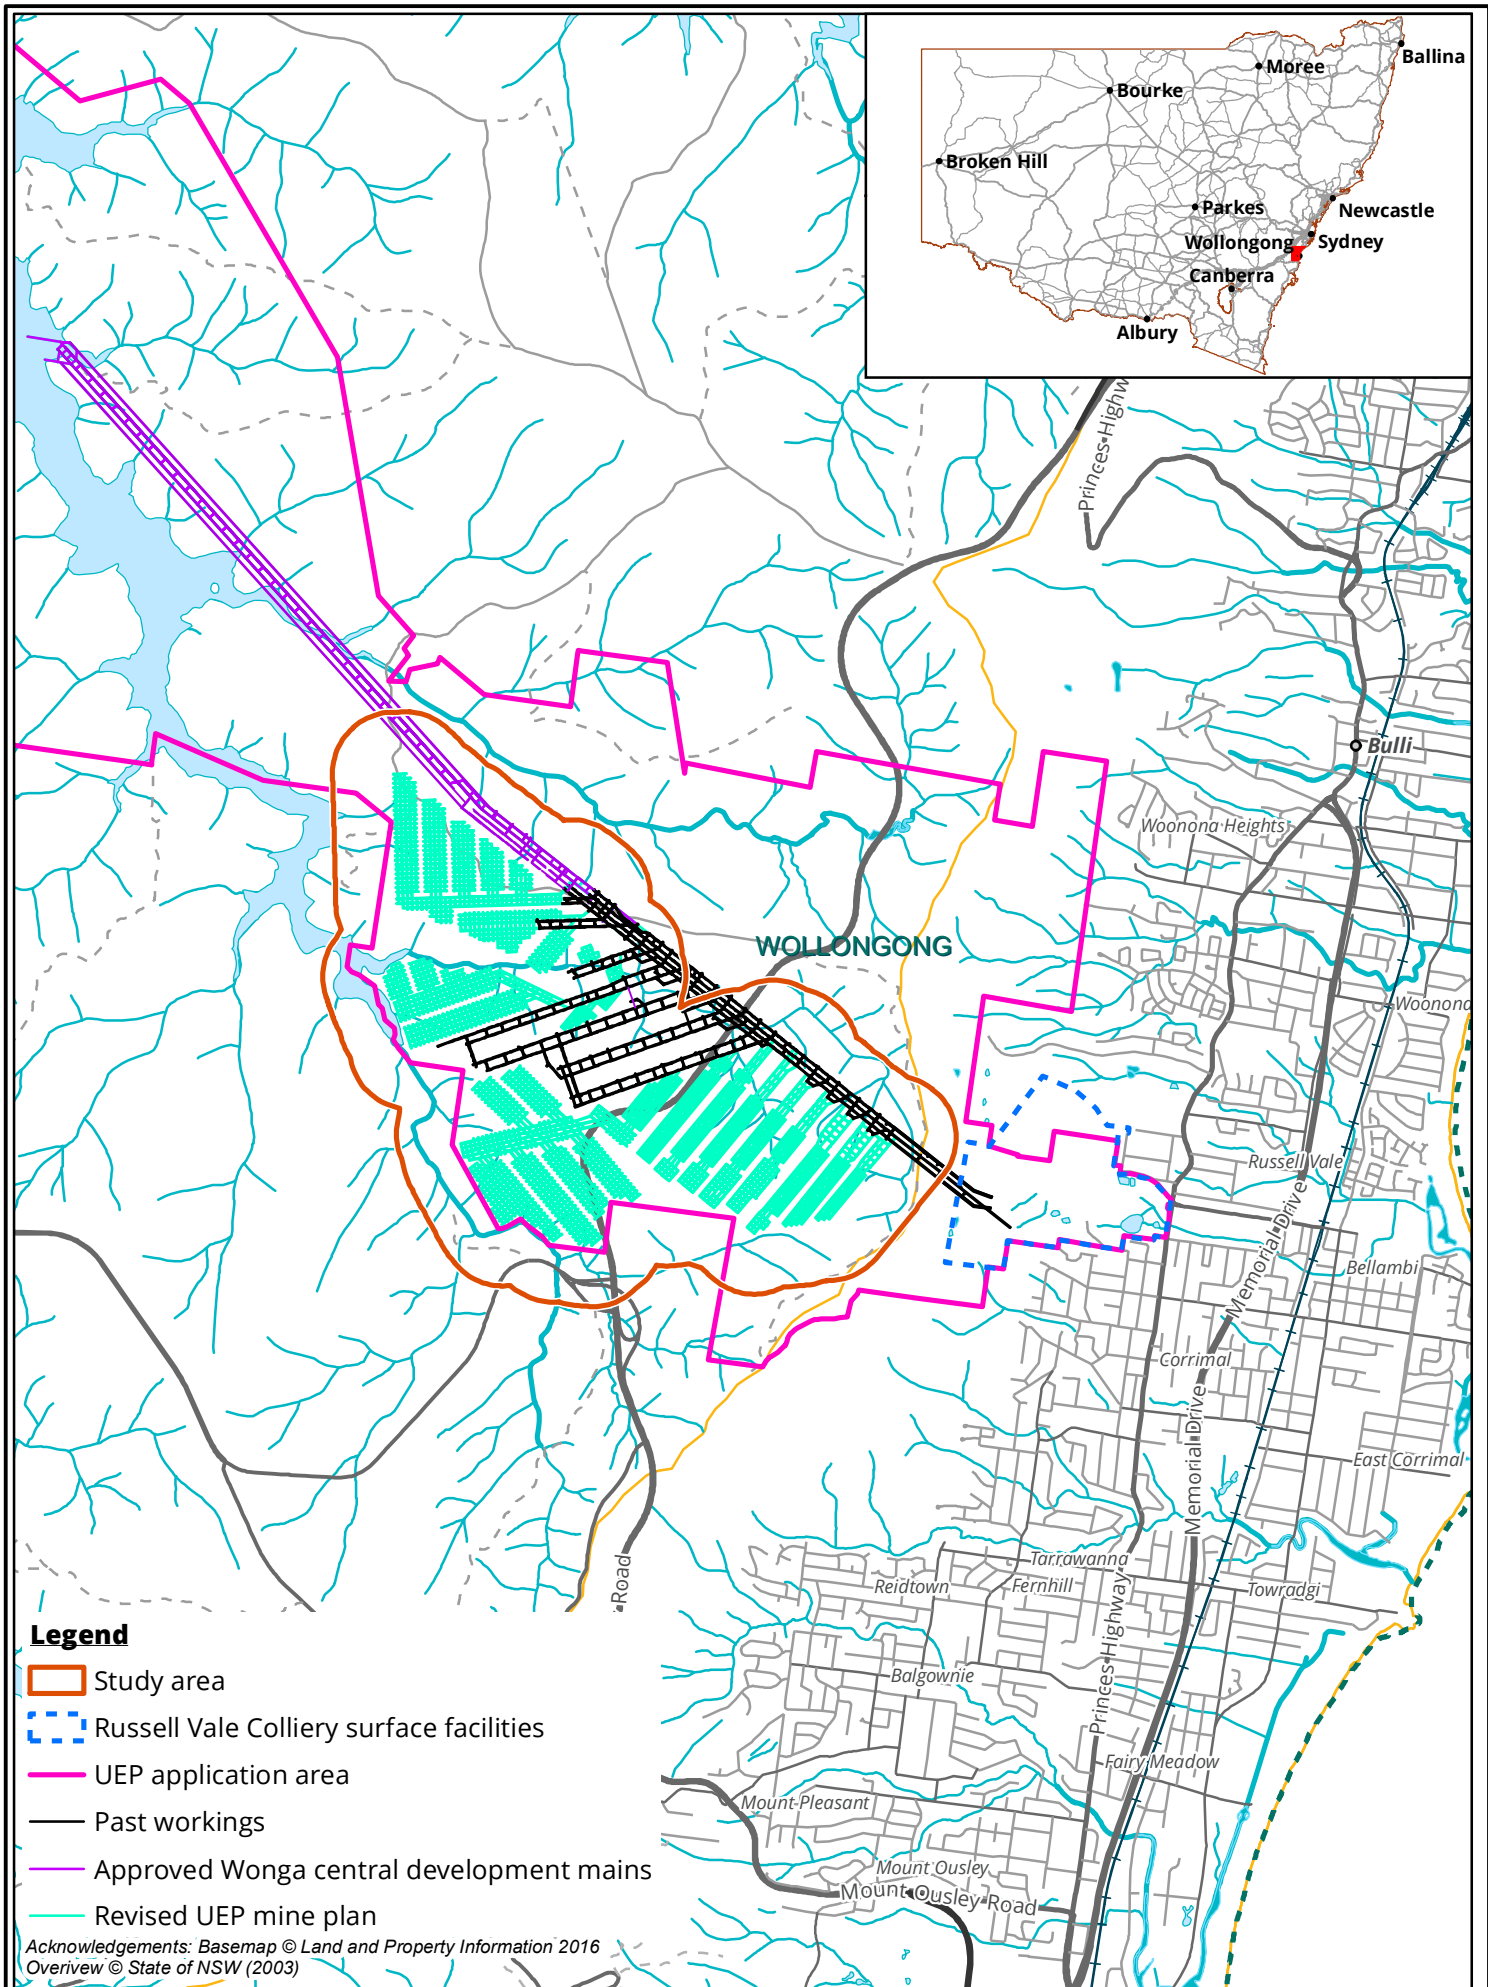 Ballina
Moree
Bourke
Broken Hill
Parkes
Newcastle
Wollongong
Sydney
Canberra
Albury
Princes Highw
Bulli
Woonona Heights
WOLLONGONG
Woonona
Russell Vale
Memorial Drive
Bellambi
Corrimal
Memorial Drive
East Corrimal
Road
Tarrawanna
Reidtown
Fernhill
Towradgi
Princes Highway
Balgownie
Fairy Meadow
Mount Pleasant
Mount Ousley
Mount Ousley Road
Legend
Study area
Russell Vale Colliery surface facilities
UEP application area
Past workings
Approved Wonga central development mains
Revised UEP mine plan
Acknowledgements: Basemap © Land and Property Information 2016
Overivew © State of NSW (2003)